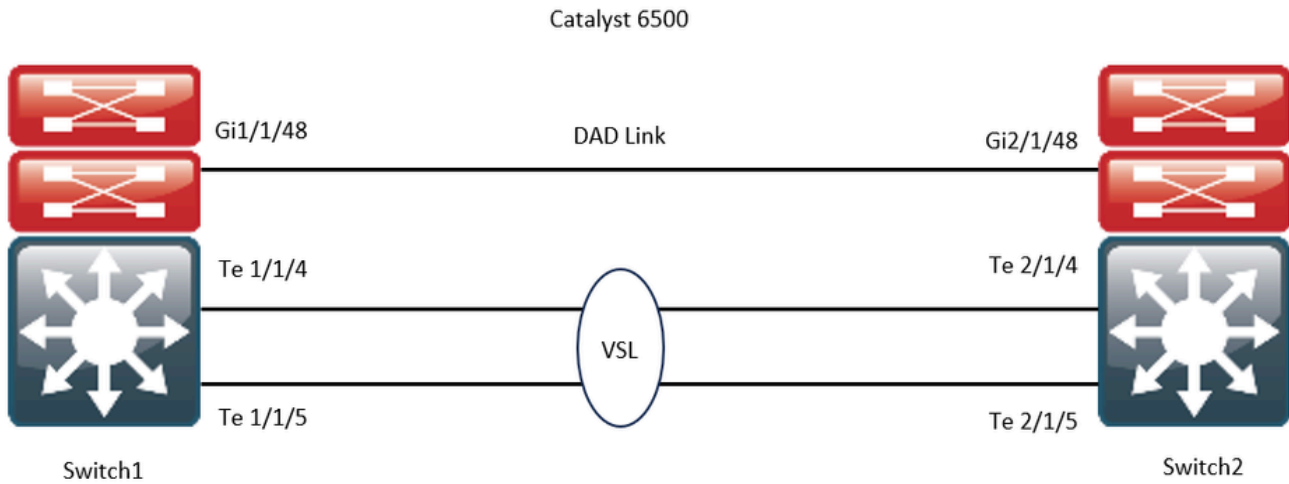 Catalyst 6500
Gi1/1/48
DAD Link
Gi2/1/48
Te 1/1/4
Te 2/1/4
VSL
Te 1/1/5
Te 2/1/5
Switch1
Switch2